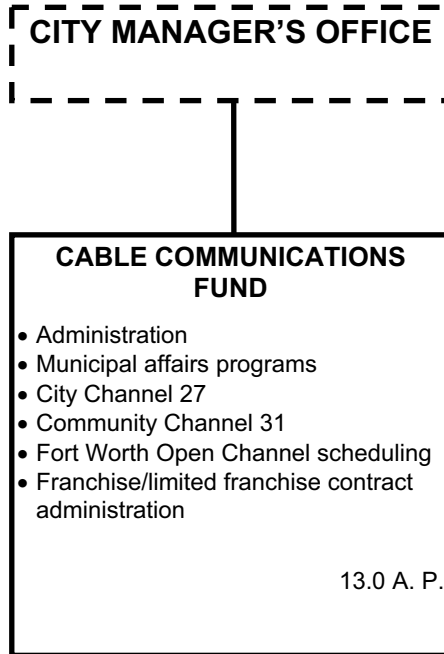 CITY MANAGER’S OFFICE
CABLE COMMUNICATIONS
FUND
• Administration
• Municipal affairs programs
• City Channel 27
• Community Channel 31
• Fort Worth Open Channel scheduling
• Franchise/limited franchise contract
administration
13.0 A. P.